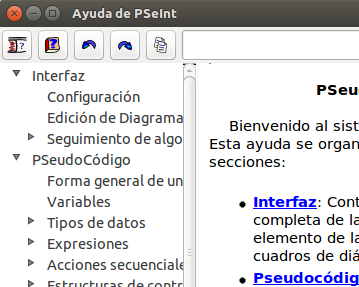 Ayuda de PSeInt
Interfaz
Configuración
Edición de Diagrama
Seguimiento de algo
PSeudoCódigo
Forma general de un
Variables
Tipos de datos
Expresiones
Acciones secuenciale
Estructuras de contr
PSeu
Bienvenido al sist
Esta ayuda se organ
secciones:
Interfaz: Cont
completa de la
elemento de la
cuadros de diá
Pseudocódig